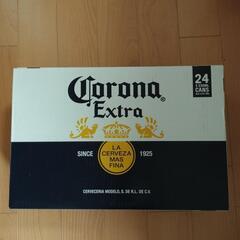 Corona®
Extra
24
CANS
SINCE
LA
CERVEZA
MAS
FINA
1925
CERVECERIA MODELO, S. DE R.L. DE C.V.